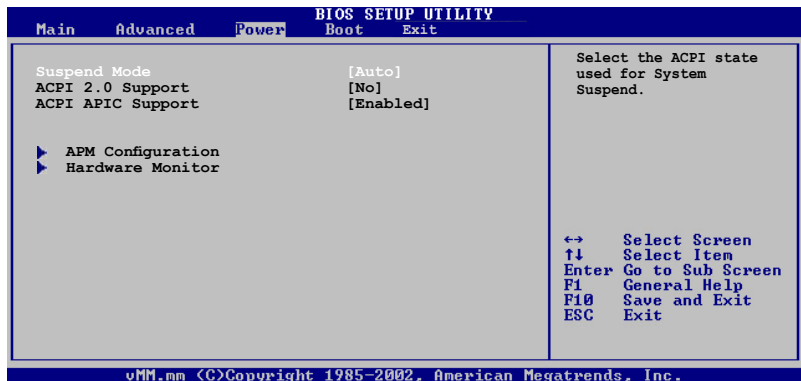 BIOS SETUP UTILITY
Main Advanced Power Boot Exit
Suspend Mode [Auto]
ACPI 2.0 Support [No]
ACPI APIC Support [Enabled]
APM Configuration
Hardware Monitor
Select the ACPI state
used for System
Suspend.
←→ Select Screen
↑↓ Select Item
Enter Go to Sub Screen
F1 General Help
F10 Save and Exit
ESC Exit
vMM.mm (C)Copyright 1985-2002, American Megatrends, Inc.